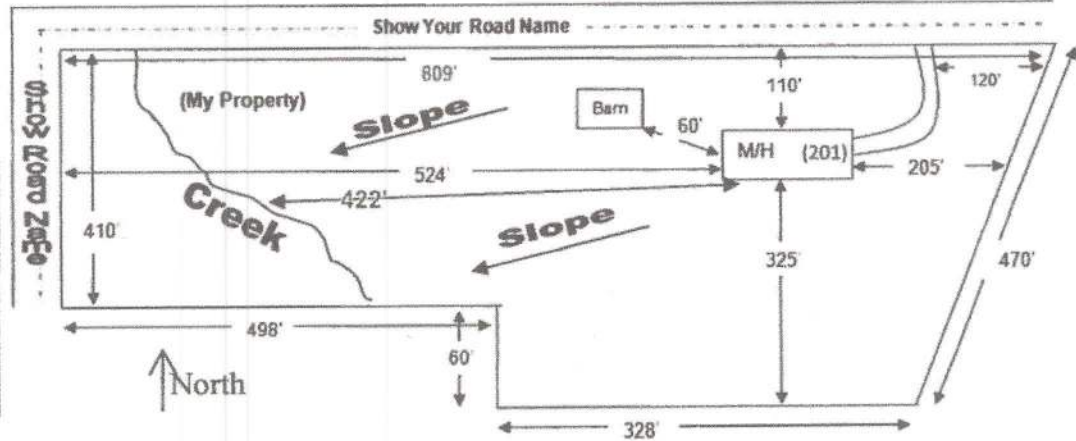 Show Your Road Name
809'
(My Property)
Slope
Barn
60'
110'
120'
M/H (201)
205'
524'
422'
Creek
Slope
Show Road Name
410'
325'
470'
498'
60'
North
328'